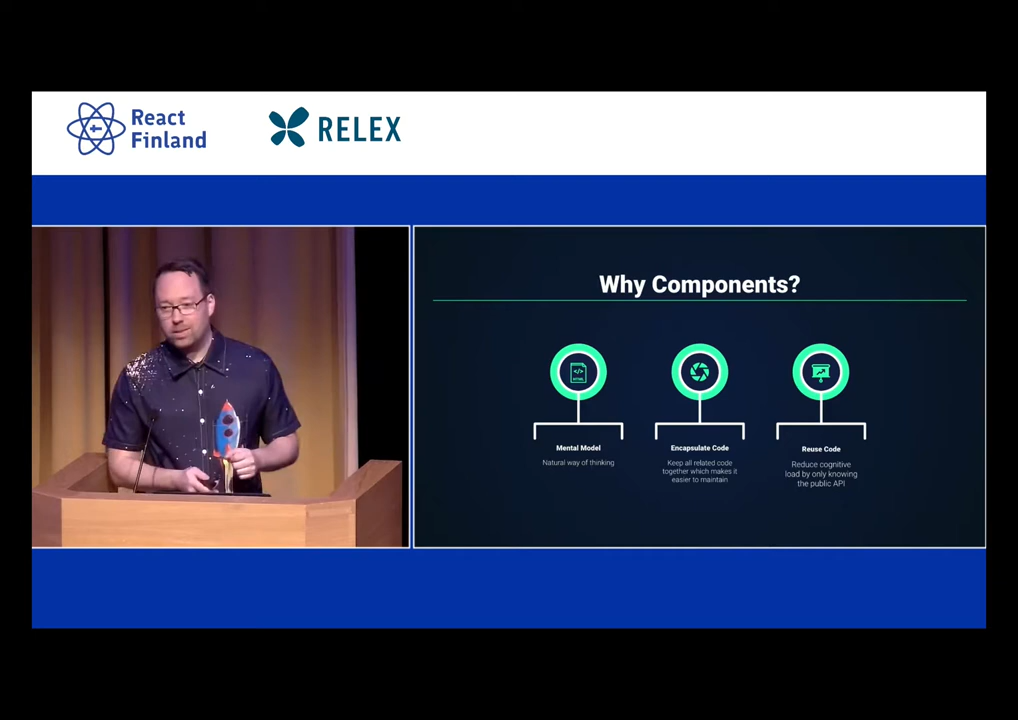 React
Finland
RELEX
Why Components?
HTML
Mental Model
Natural way of thinking
Encapsulate Code
Keep all related code
together which makes it
easier to maintain
Reuse Code
Reduce cognitive
load by only knowing
the public API